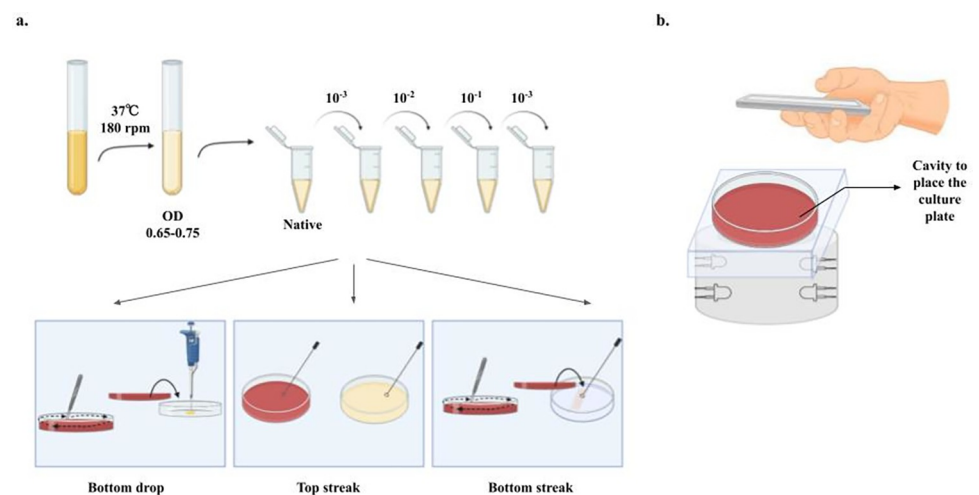 a.
b.
37℃
180 rpm
OD
0.65-0.75
10-3
10-2
10-1
10-3
Native
Cavity to
place the
culture
plate
Bottom drop
Top streak
Bottom streak